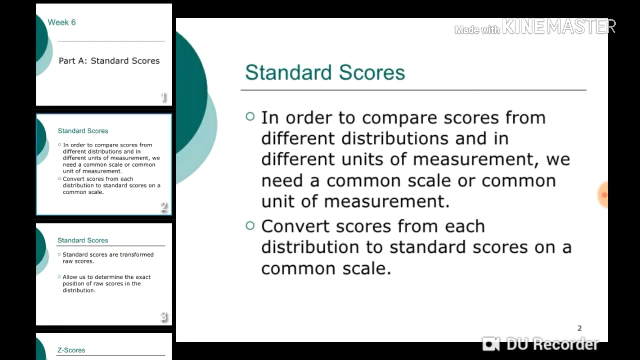 Week 6
Part A: Standard Scores
1
Standard Scores
In order to compare scores from
different distributions and in
different units of measurement, we
need a common scale or common
unit of measurement.
Convert scores from each
distribution to standard scores on a
common scale.
2
Standard Scores
Standard scores are transformed
raw scores.
Allow us to determine the exact
position of raw scores in the
distribution.
3
Z-Scores
Made with KINEMASTER
Standard Scores
In order to compare scores from
different distributions and in
different units of measurement, we
need a common scale or common
unit of measurement.
Convert scores from each
distribution to standard scores on a
common scale.
2
DU Recorder